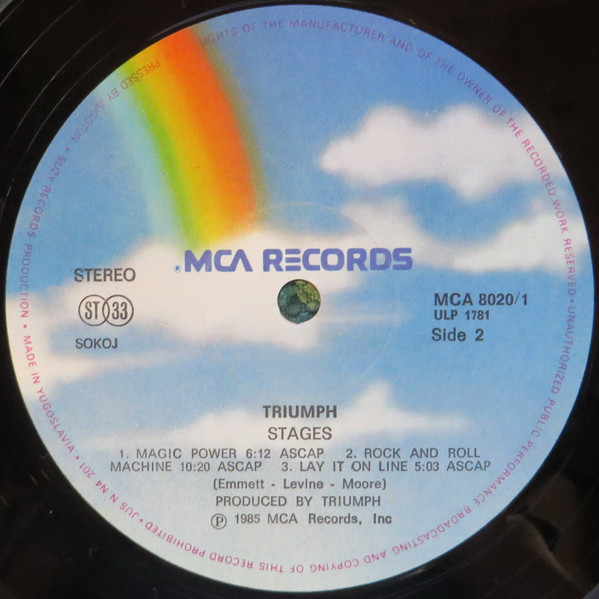 RIGHTS OF THE MANUFACTURER AND OF THE OWNER OF THE RECORDED WORK RESERVED • UNAUTHORIZED PUBLIC PERFORMANCE BROADCASTING AND COPYING OF THIS RECORD PROHIBITED • JUS N N4 201 • MADE IN YUGOSLAVIA • SUZY RECORDS PRODUCTION • PRESSED BY JUGOTON
® MCA RECORDS
STEREO
ST 33
SOKOJ
MCA 8020/1
ULP 1781
Side 2
TRIUMPH
STAGES
1. MAGIC POWER 6:12 ASCAP 2. ROCK AND ROLL
MACHINE 10:20 ASCAP 3. LAY IT ON LINE 5:03 ASCAP
(Emmett - Levine - Moore)
PRODUCED BY TRIUMPH
℗ 1985 MCA Records, Inc